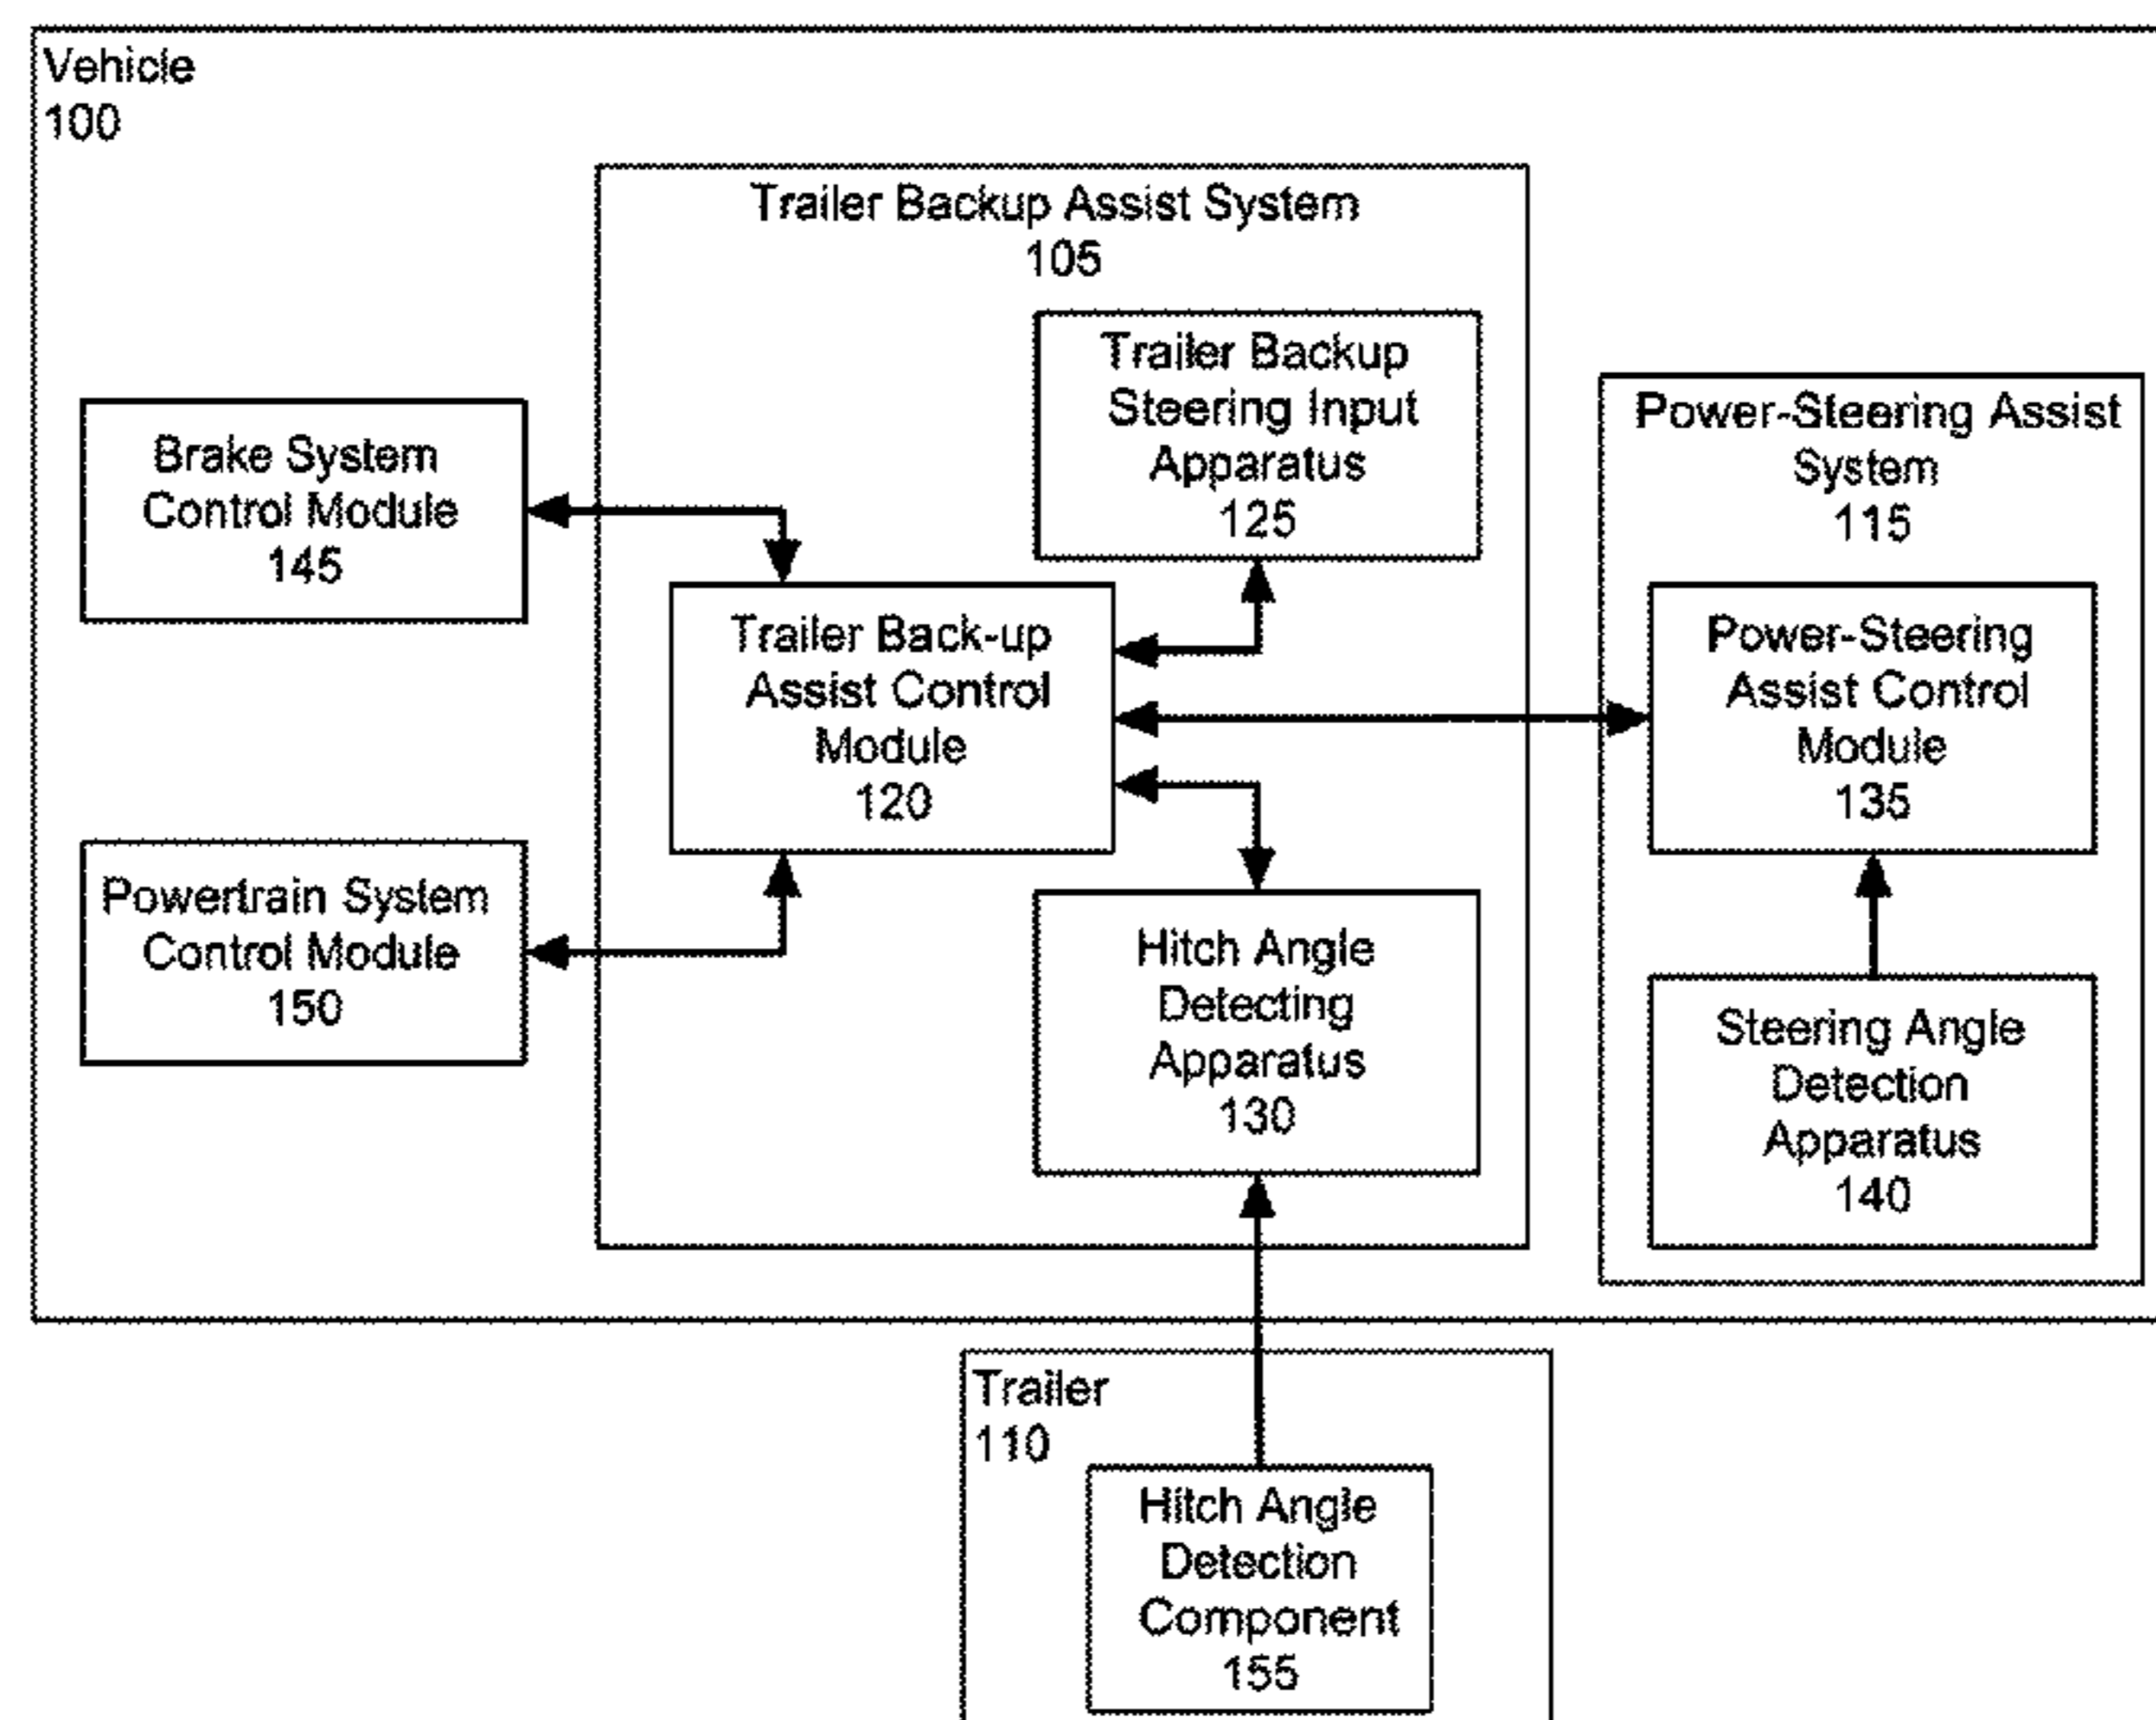 Vehicle
100
Trailer Backup Assist System
105
Trailer Backup
Steering Input
Apparatus
125
Power-Steering Assist
System
115
Brake System
Control Module
145
Trailer Back-up
Assist Control
Module
120
Power-Steering
Assist Control
Module
135
Powertrain System
Control Module
150
Hitch Angle
Detecting
Apparatus
130
Steering Angle
Detection
Apparatus
140
Trailer
110
Hitch Angle
Detection
Component
155